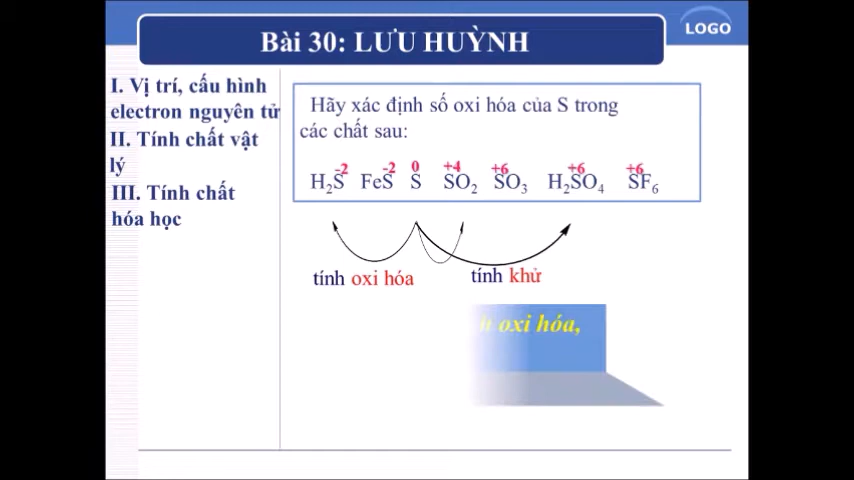 Bài 30: LƯU HUỲNH
LOGO
I. Vị trí, cấu hình
electron nguyên tử
II. Tính chất vật
lý
III. Tính chất
hóa học
Hãy xác định số oxi hóa của S trong
các chất sau:
-2 -2 0 +4 +6 +6 +6
H₂S FeS S SO₂ SO₃ H₂SO₄ SF₆
tính oxi hóa
tính khử
oxi hóa,